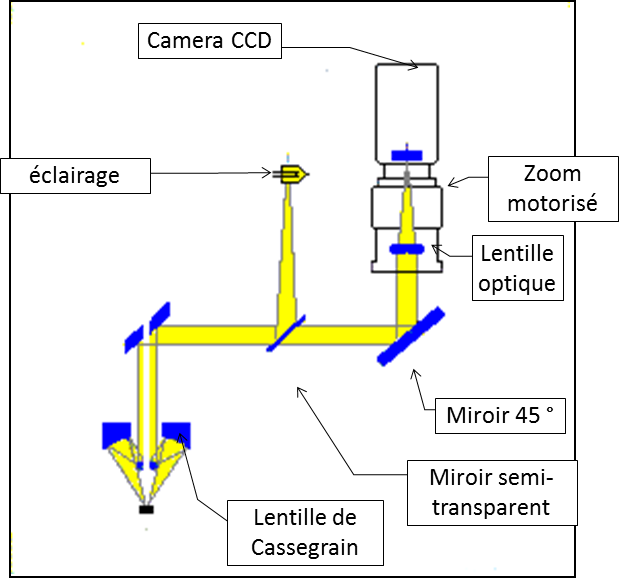 Camera CCD
éclairage
Zoom
motorisé
Lentille
optique
Miroir 45 °
Miroir semi-
transparent
Lentille de
Cassegrain